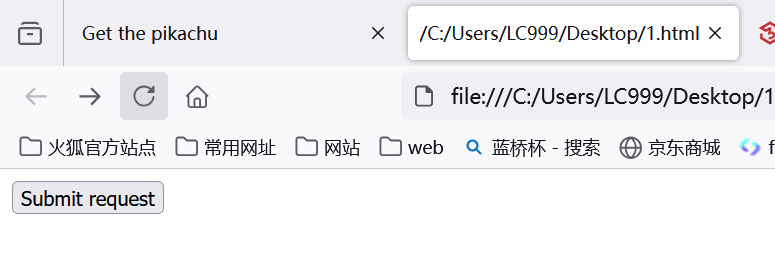 Get the pikachu
/C:/Users/LC999/Desktop/1.html
file:///C:/Users/LC999/Desktop/1
火狐官方站点 常用网址 网站 web 蓝桥杯 - 搜索 京东商城 f
Submit request